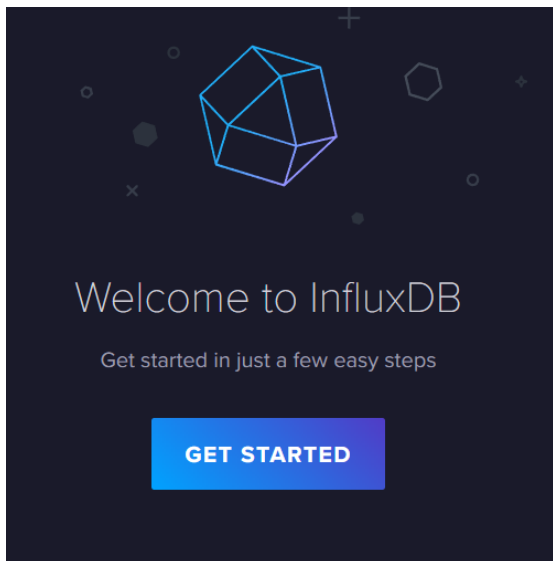 Welcome to InfluxDB
Get started in just a few easy steps
GET STARTED